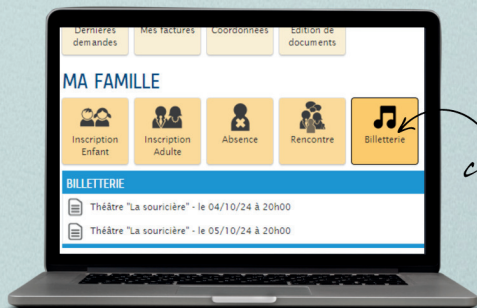 Dernières demandes
Mes factures
Coordonnées
Edition de documents
MA FAMILLE
Inscription Enfant
Inscription Adulte
Absence
Rencontre
Billetterie
BILLETTERIE
Théâtre "La souricière" - le 04/10/24 à 20h00
Théâtre "La souricière" - le 05/10/24 à 20h00